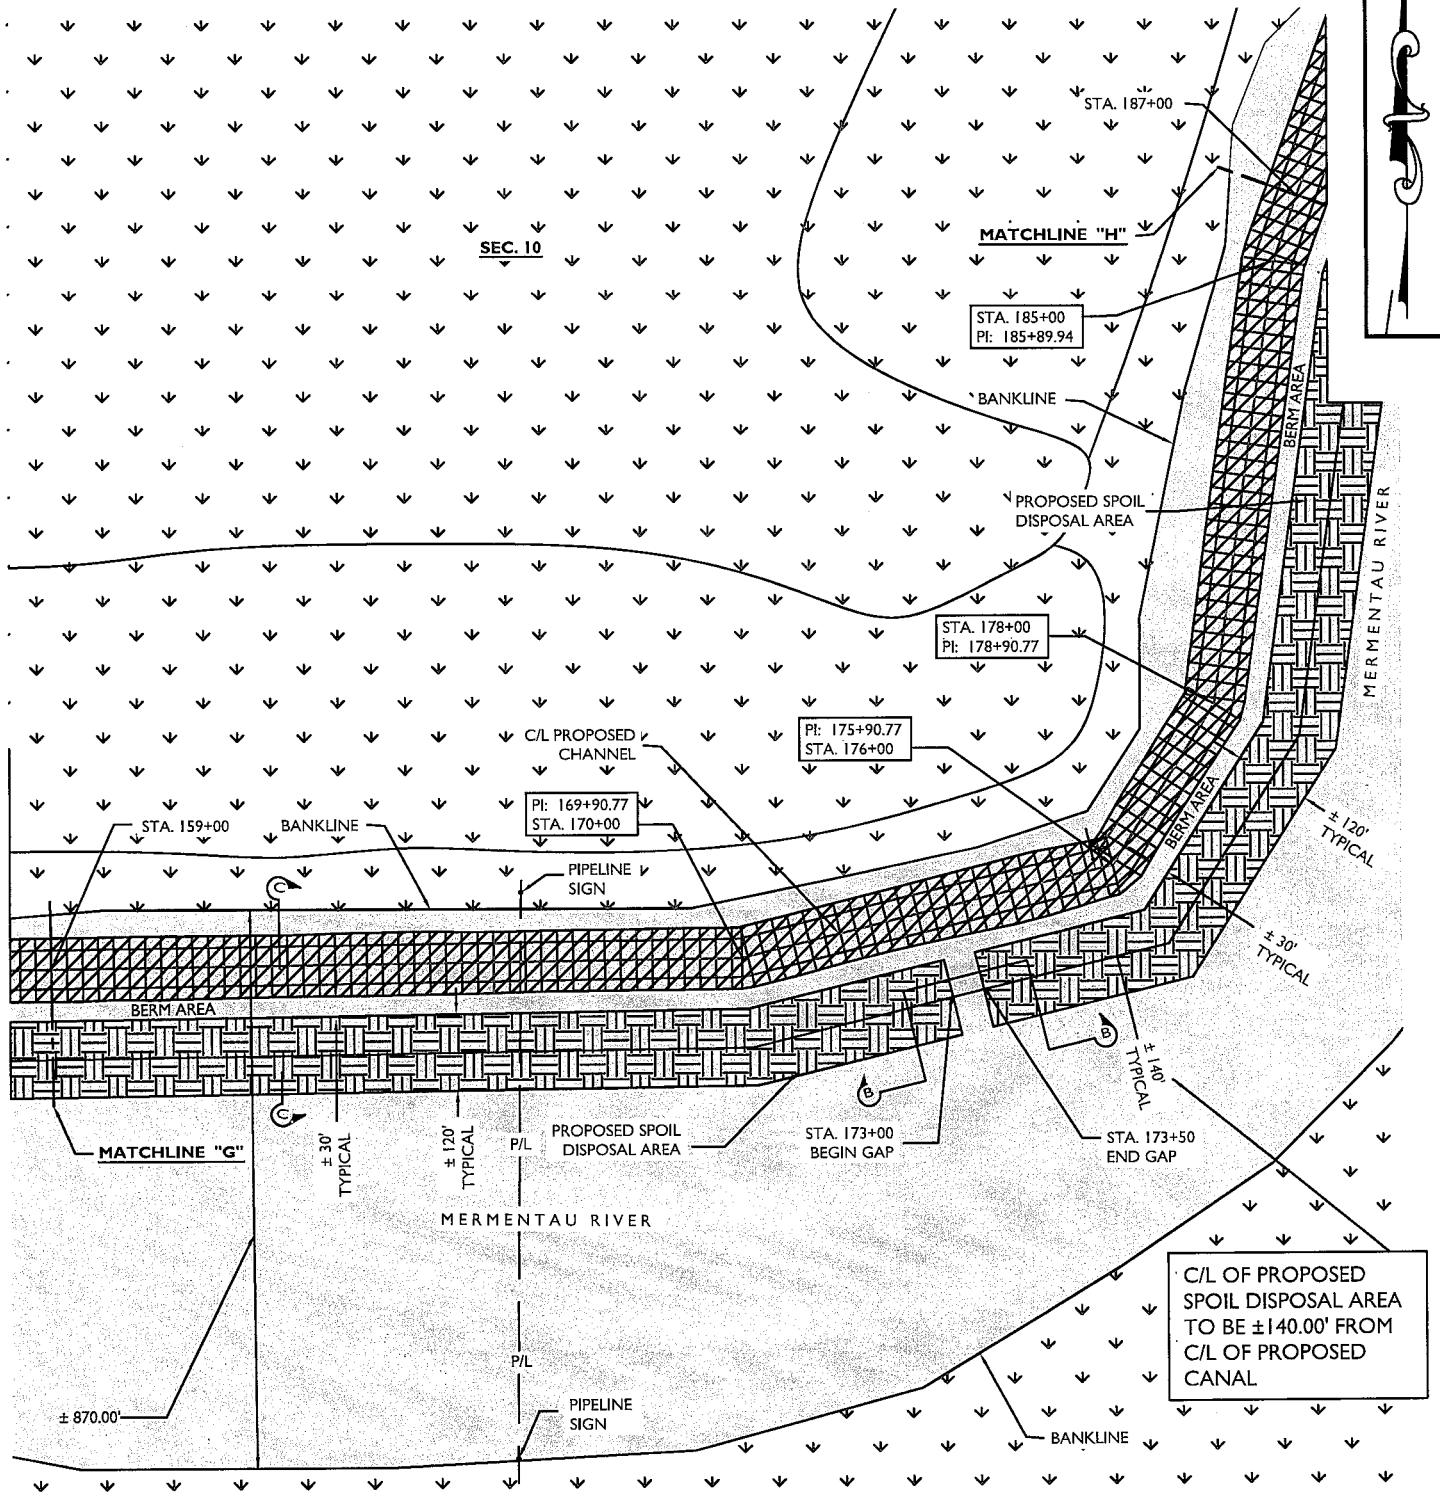 STA. 187+00
SEC. 10
MATCHLINE "H"
STA. 185+00
PI: 185+89.94
BERM AREA
BANKLINE
PROPOSED SPOIL
DISPOSAL AREA
MERMENTAU RIVER
STA. 178+00
PI: 178+90.77
C/L PROPOSED
CHANNEL
PI: 175+90.77
STA. 176+00
PI: 169+90.77
STA. 170+00
STA. 159+00
BANKLINE
BERM AREA
± 120'
TYPICAL
PIPELINE
SIGN
C
± 30'
TYPICAL
BERM AREA
B
± 140'
TYPICAL
B
C
MATCHLINE "G"
± 30'
TYPICAL
± 120'
TYPICAL
P/L
PROPOSED SPOIL
DISPOSAL AREA
STA. 173+00
BEGIN GAP
STA. 173+50
END GAP
MERMENTAU RIVER
C/L OF PROPOSED
SPOIL DISPOSAL AREA
TO BE ±140.00' FROM
C/L OF PROPOSED
CANAL
P/L
± 870.00'
PIPELINE
SIGN
BANKLINE